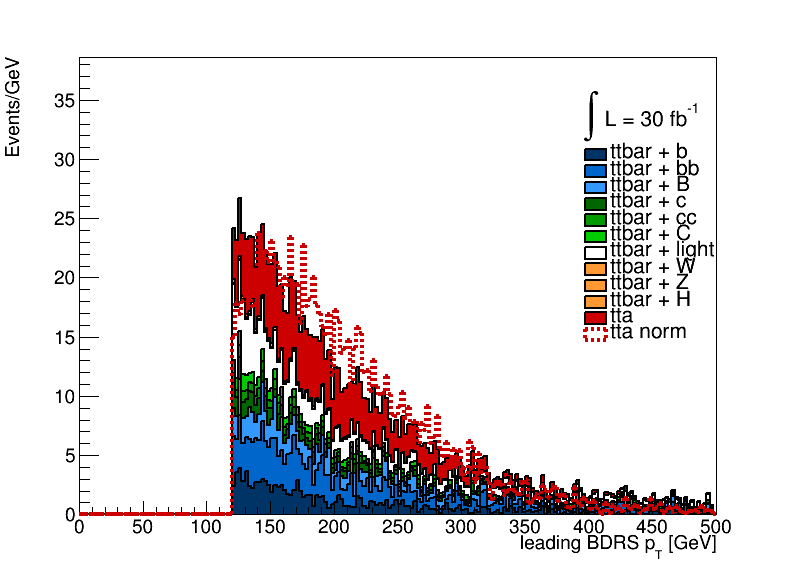 Events/GeV
35
30
25
20
15
10
5
0
∫ L = 30 fb⁻¹
ttbar + b
ttbar + bb
ttbar + B
ttbar + c
ttbar + cc
ttbar + C
ttbar + light
ttbar + W
ttbar + Z
ttbar + H
tta
tta norm
0 50 100 150 200 250 300 350 400 450 500
leading BDRS p_T [GeV]